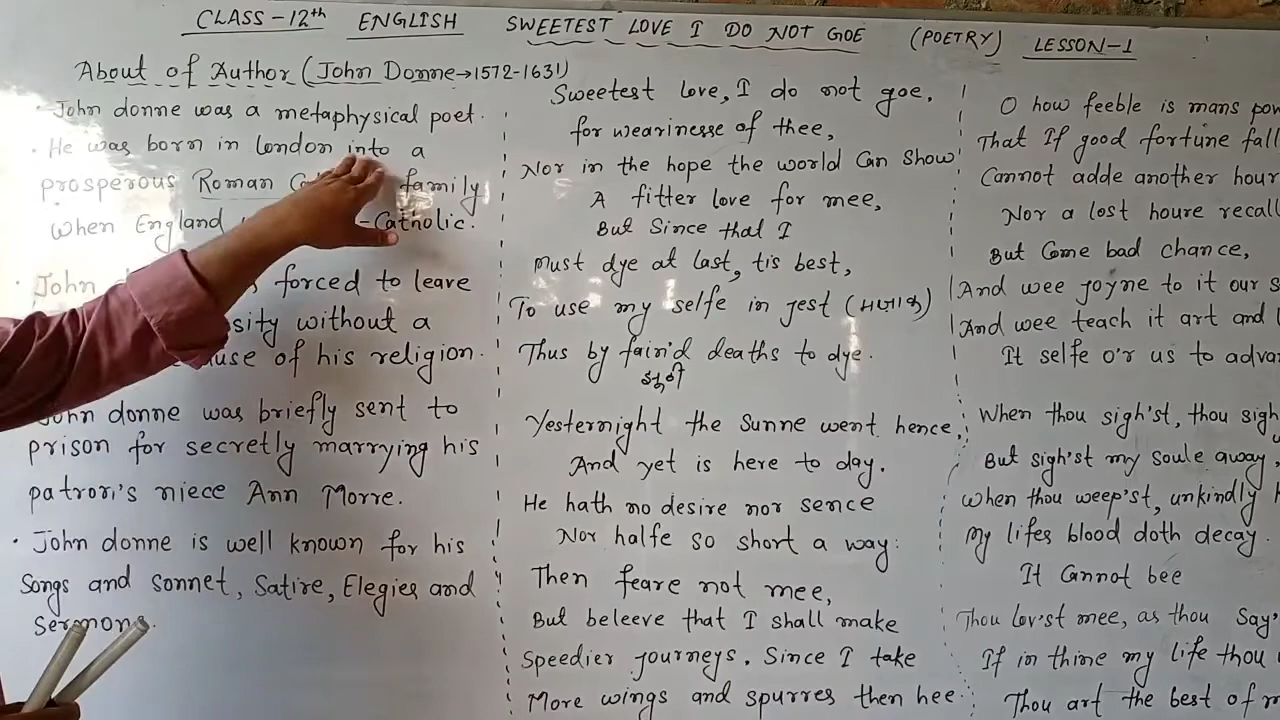 CLASS-12th ENGLISH SWEETEST LOVE I DO NOT GOE (POETRY) LESSON-1
About of Author (John Donne→1572-1631)
· John donne was a metaphysical poet.
· He was born in london into a
prosperous Roman family
when England -Catholic.
· John forced to leave
without a
of his religion.
John donne was briefly sent to
prison for secretly marrying his
patrori's niece Ann Morre.
· John donne is well known for his
Songs and sonnet, Satire, Elegies and
Sermons.
Sweetest love, I do not goe,
for wearinesse of thee,
Nor in the hope the world Can Show
A fitter love for mee,
But Since that I
must dye at last, tis best,
To use my selfe in jest (मजाक)
Thus by fain'd deaths to dye.
Yesternight the Sunne went hence,
And yet is here to day.
He hath no desire nor sence
Nor halfe so short a way:
Then feare not mee,
But beleeve that I shall make
Speedier journeys. Since I take
More wings and spurres then hee.
O how feeble is mans
That If good fortune
Cannot adde another hour
Nor a lost houre
But Come bad chance,
And wee joyne to it our
And wee teach it art and
It selfe o'r us to
When thou sigh'st, thou
But sigh'st my soule away,
When thou weep'st, unkindly
My lifes blood doth decay.
It Cannot bee
Thou lov'st mee, as thou
If in thine my life thou
Thou art the best of